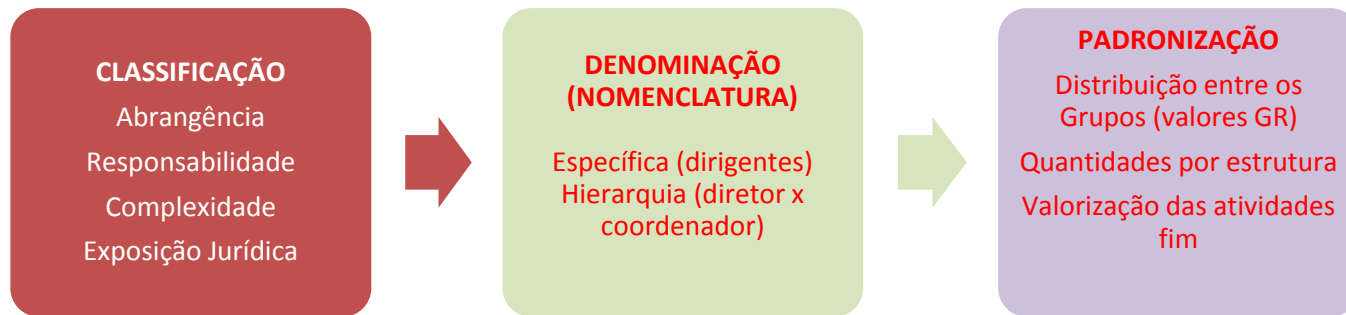 CLASSIFICAÇÃO
Abrangência
Responsabilidade
Complexidade
Exposição Jurídica
DENOMINAÇÃO
(NOMENCLATURA)
Específica (dirigentes)
Hierarquia (diretor x
coordenador)
PADRONIZAÇÃO
Distribuição entre os
Grupos (valores GR)
Quantidades por estrutura
Valorização das atividades
fim